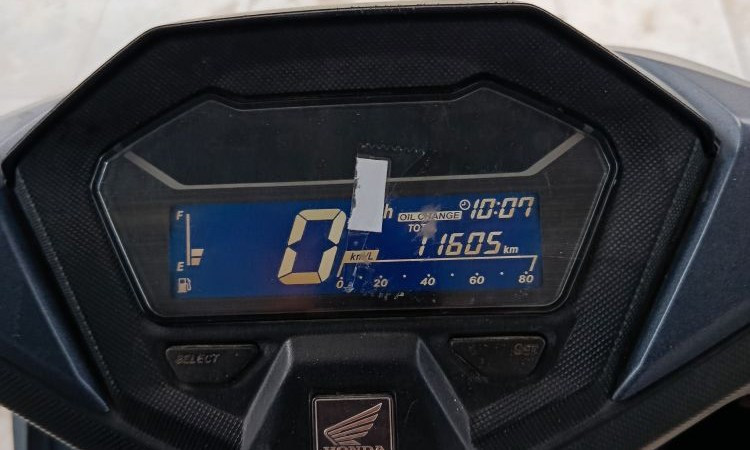 F
0
h
OIL CHANGE
10:07
TOT
11605 km
E
km/L
0 20 40 60 80
SELECT
SET
HONDA